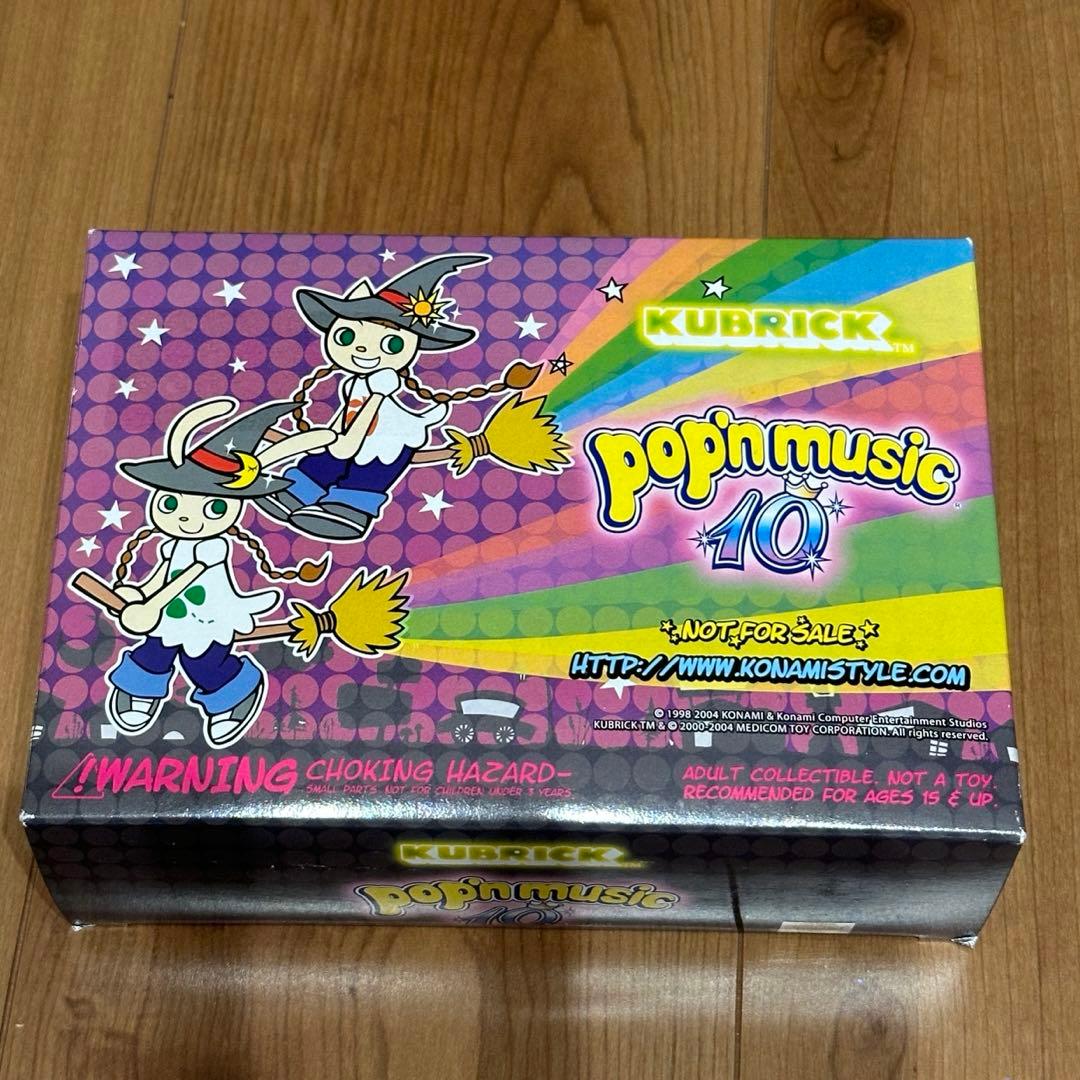 KUBRICK™
pop'n music®
10
NOT FOR SALE
HTTP://WWW.KONAMISTYLE.COM
© 1998 2004 KONAMI & Konami Computer Entertainment Studios
KUBRICK TM & © 2000-2004 MEDICOM TOY CORPORATION. All rights reserved.
!WARNING CHOKING HAZARD-
SMALL PARTS. NOT FOR CHILDREN UNDER 3 YEARS.
ADULT COLLECTIBLE. NOT A TOY.
RECOMMENDED FOR AGES 15 & UP.
KUBRICK™
pop'n music
10